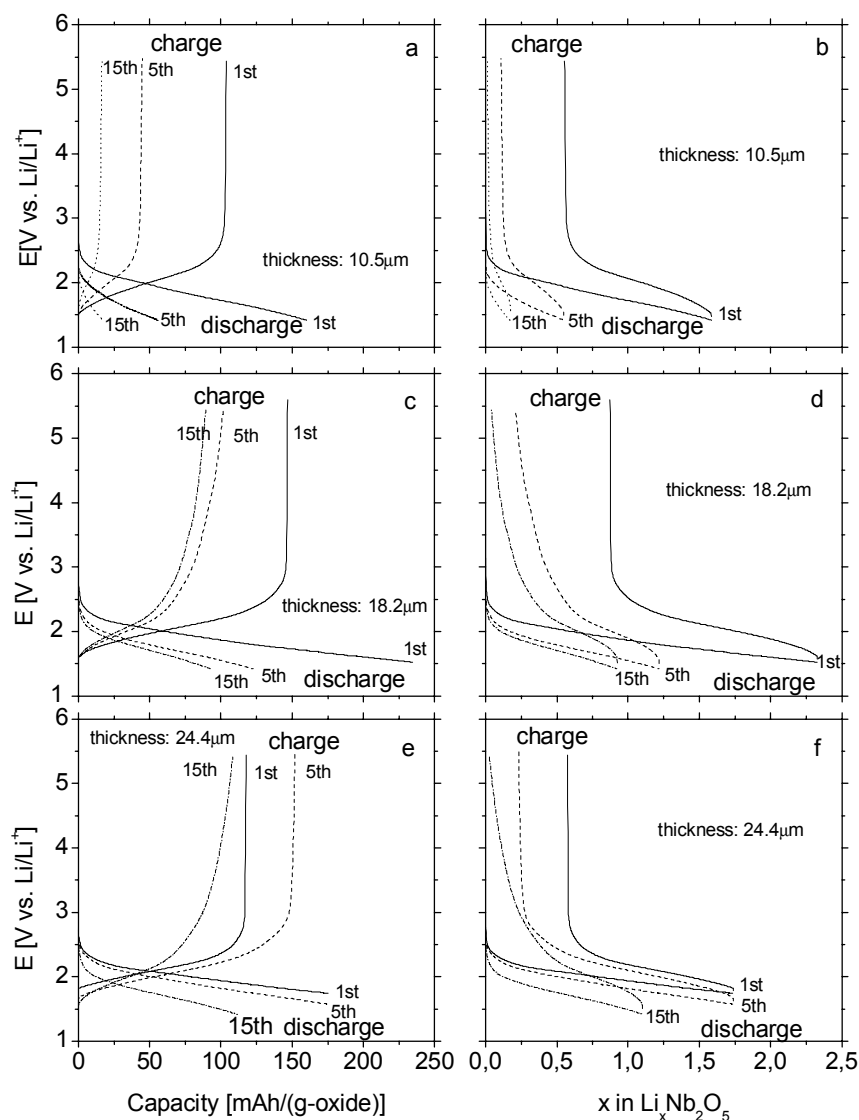 6
5
4
3
2
1
E[V vs. Li/Li⁺]
charge
a
15th
5th
1st
thickness: 10.5μm
15th
5th
discharge
1st
charge
b
thickness: 10.5μm
15th
5th
discharge
1st
6
5
4
3
2
1
E [V vs. Li/Li⁺]
charge
c
15th
5th
1st
thickness: 18.2μm
15th
5th
discharge
1st
charge
d
thickness: 18.2μm
15th
5th
discharge
1st
6
5
4
3
2
1
E [V vs. Li/Li⁺]
thickness: 24.4μm
charge
e
15th
1st
5th
1st
5th
15th
discharge
charge
f
thickness: 24.4μm
1st
5th
15th
discharge
0 50 100 150 200 250
0,0 0,5 1,0 1,5 2,0 2,5
Capacity [mAh/(g-oxide)]
x in LiₓNb₂O₅